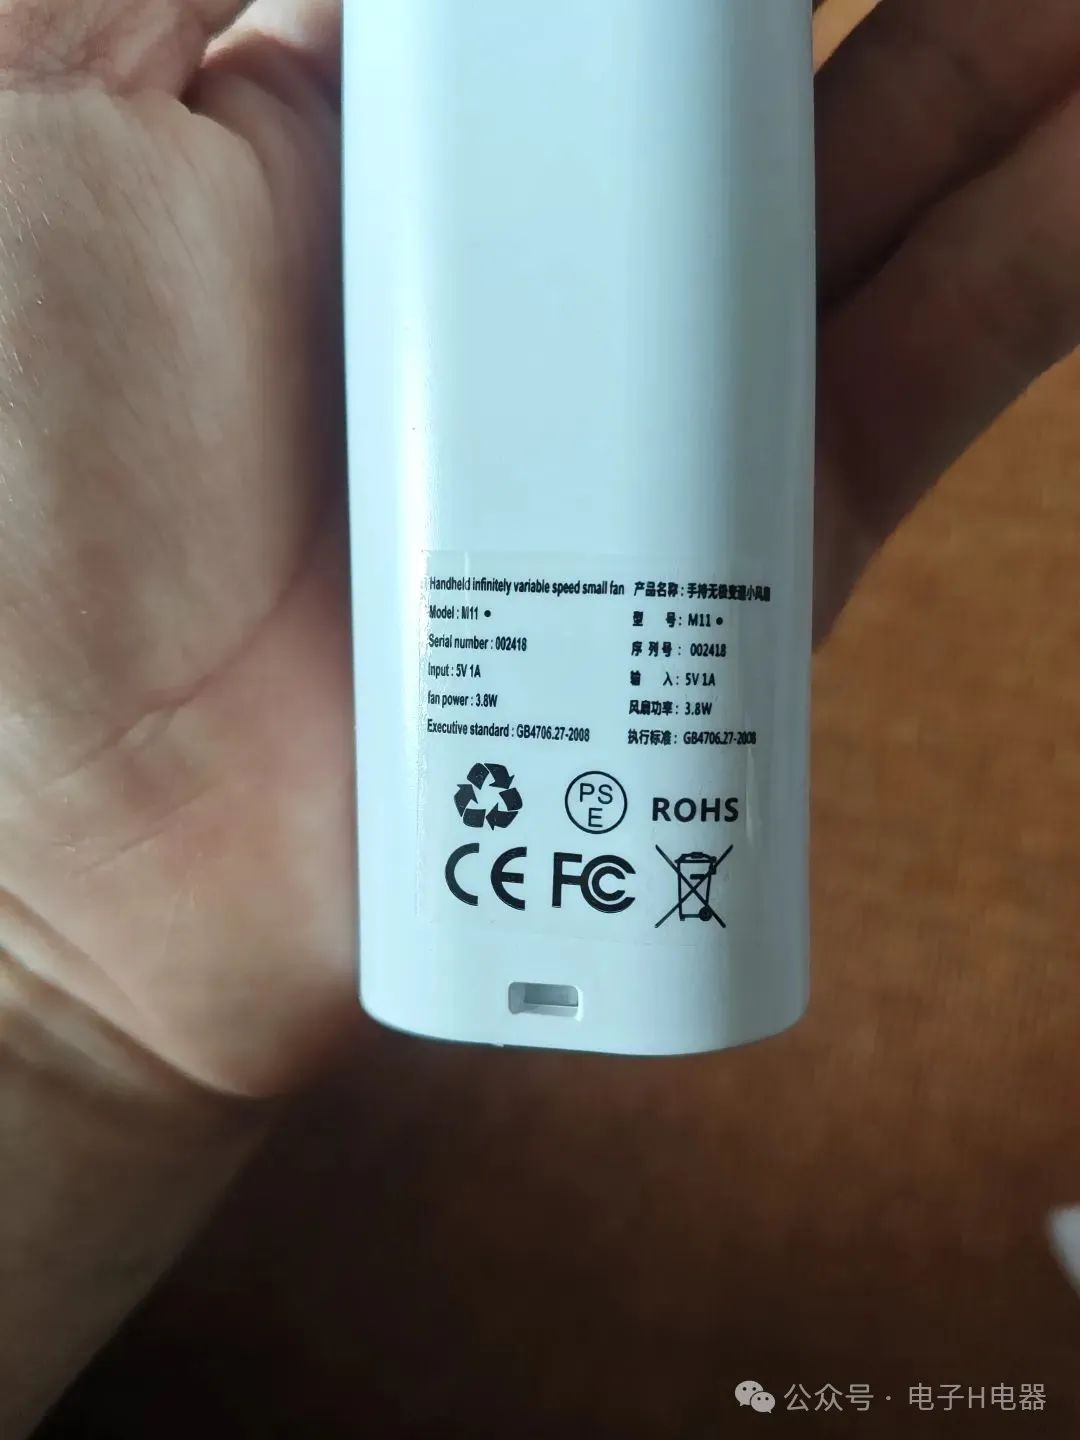 Handheld infinitely variable speed small fan
Model : M11 ●
Serial number : 002418
Input : 5V 1A
fan power : 3.8W
Executive standard : GB4706.27-2008
产品名称：手持无极变速小风扇
型 号：M11 ●
序列号：002418
输 入：5V 1A
风扇功率：3.8W
执行标准：GB4706.27-2008
PS
E
ROHS
CE FC
公众号 · 电子H电器